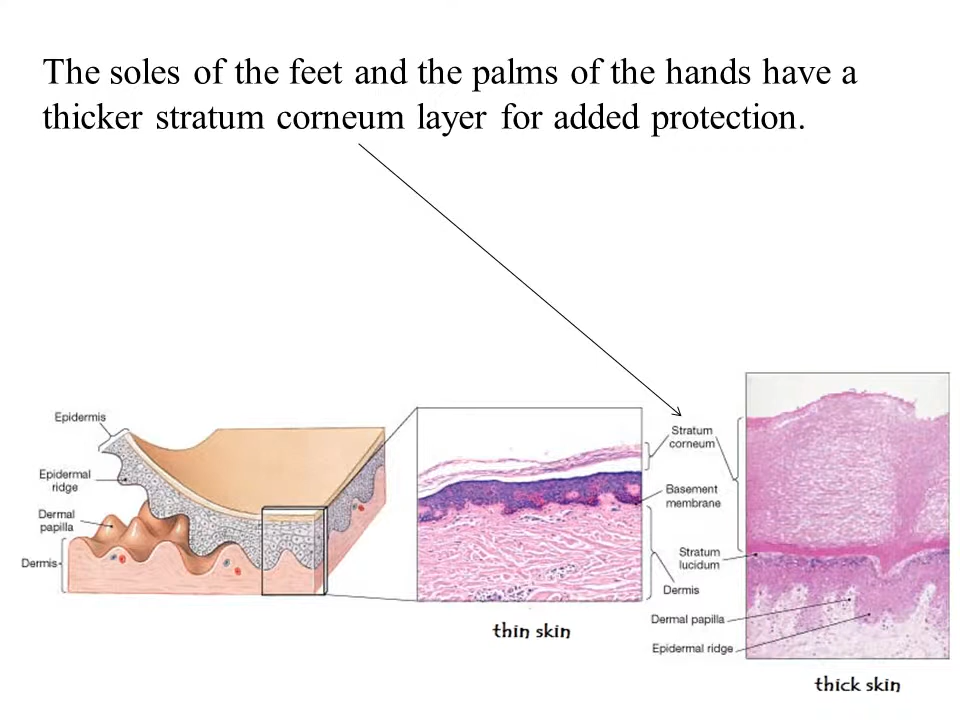 The soles of the feet and the palms of the hands have a
thicker stratum corneum layer for added protection.
Epidermis
Epidermal
ridge
Dermal
papilla
Dermis
Stratum
corneum
Basement
membrane
Stratum
lucidum
Dermis
Dermal papilla
Epidermal ridge
thin skin
thick skin